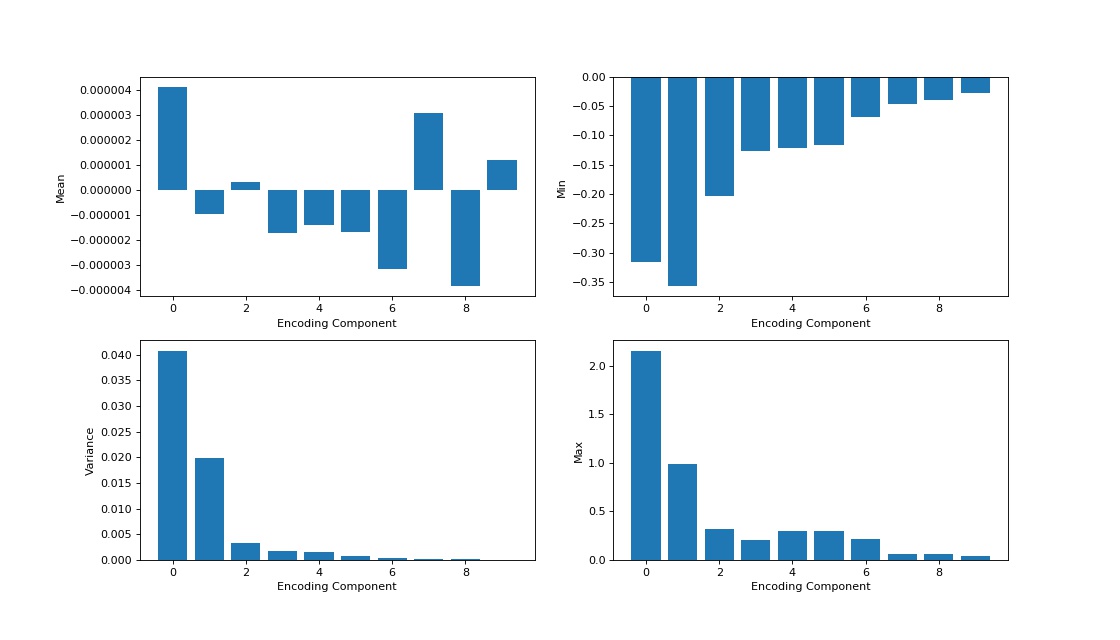 0.000004
0.000003
0.000002
0.000001
0.000000
−0.000001
−0.000002
−0.000003
−0.000004
Mean
0 2 4 6 8
Encoding Component
0.00
−0.05
−0.10
−0.15
−0.20
−0.25
−0.30
−0.35
Min
0 2 4 6 8
Encoding Component
0.040
0.035
0.030
0.025
0.020
0.015
0.010
0.005
0.000
Variance
0 2 4 6 8
Encoding Component
2.0
1.5
1.0
0.5
0.0
Max
0 2 4 6 8
Encoding Component